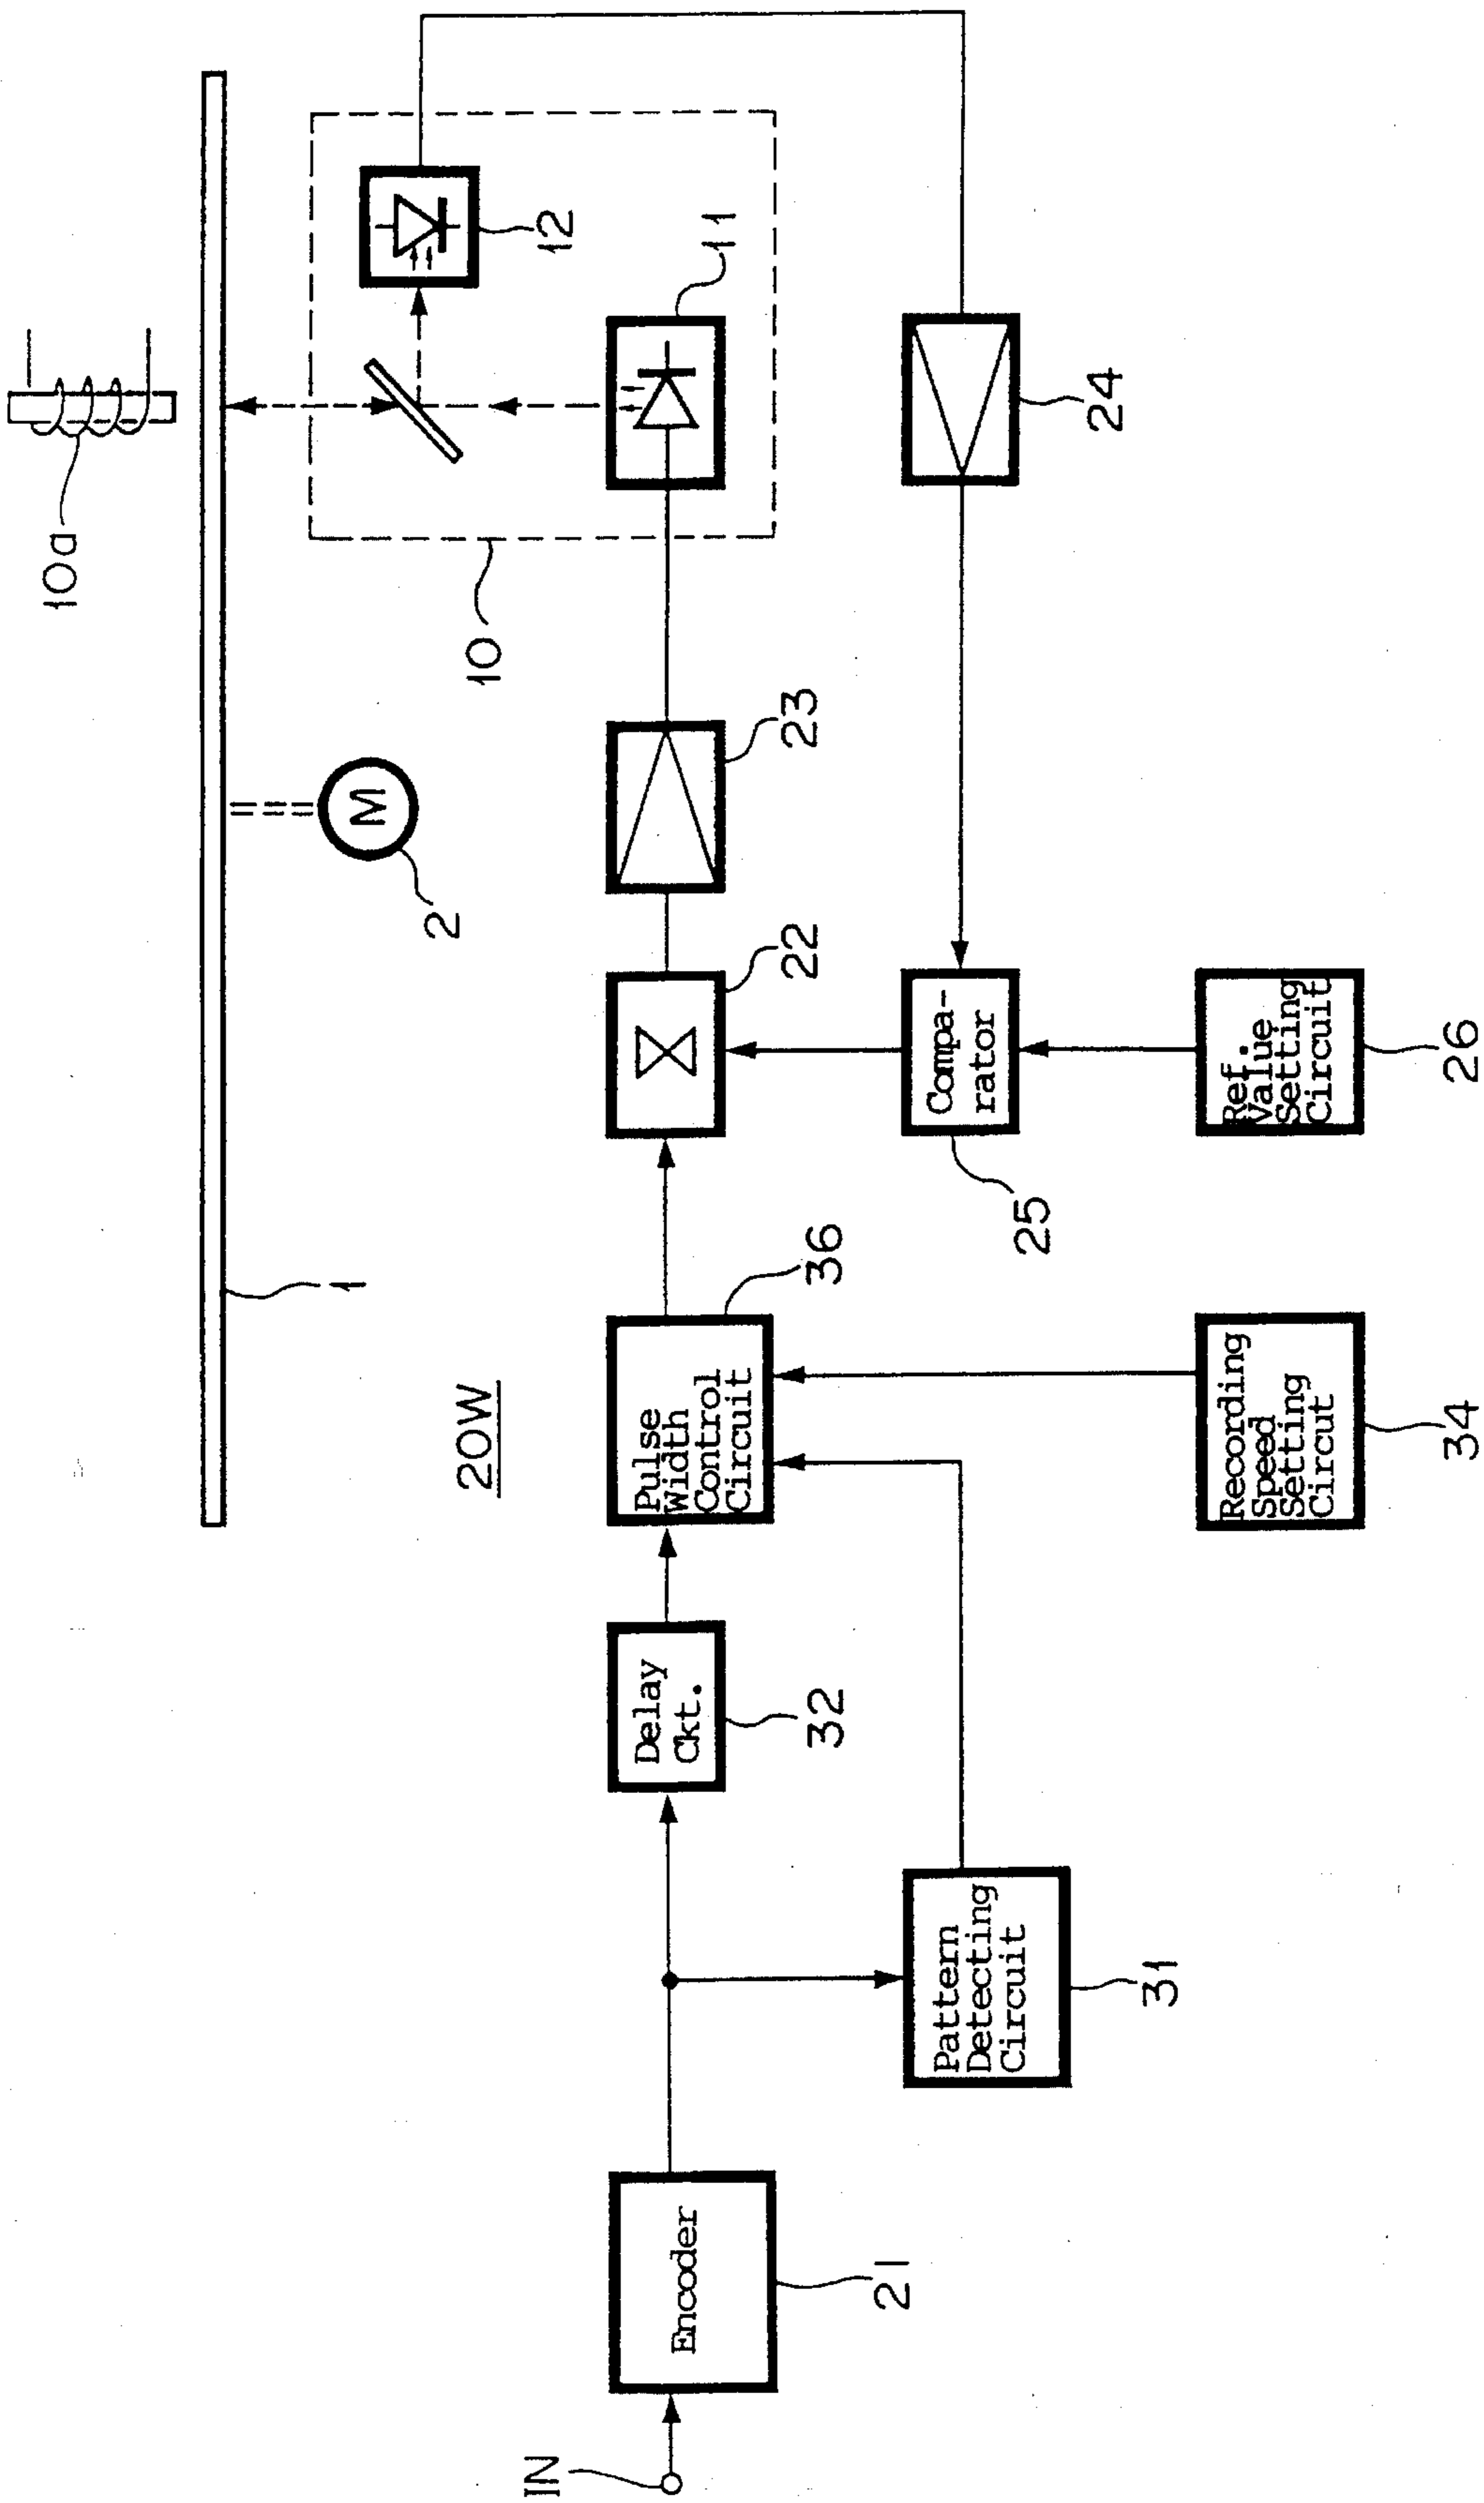 10a
1
M
2
12
11
10
20W
IN
Encoder
21
Delay
Ckt.
32
Pulse
Width
Control
Circuit
36
22
23
Pattern
Detecting
Circuit
31
Compa-
rator
25
24
Recording
Speed
Setting
Circut
34
Ref.
Value
Setting
Circuit
26